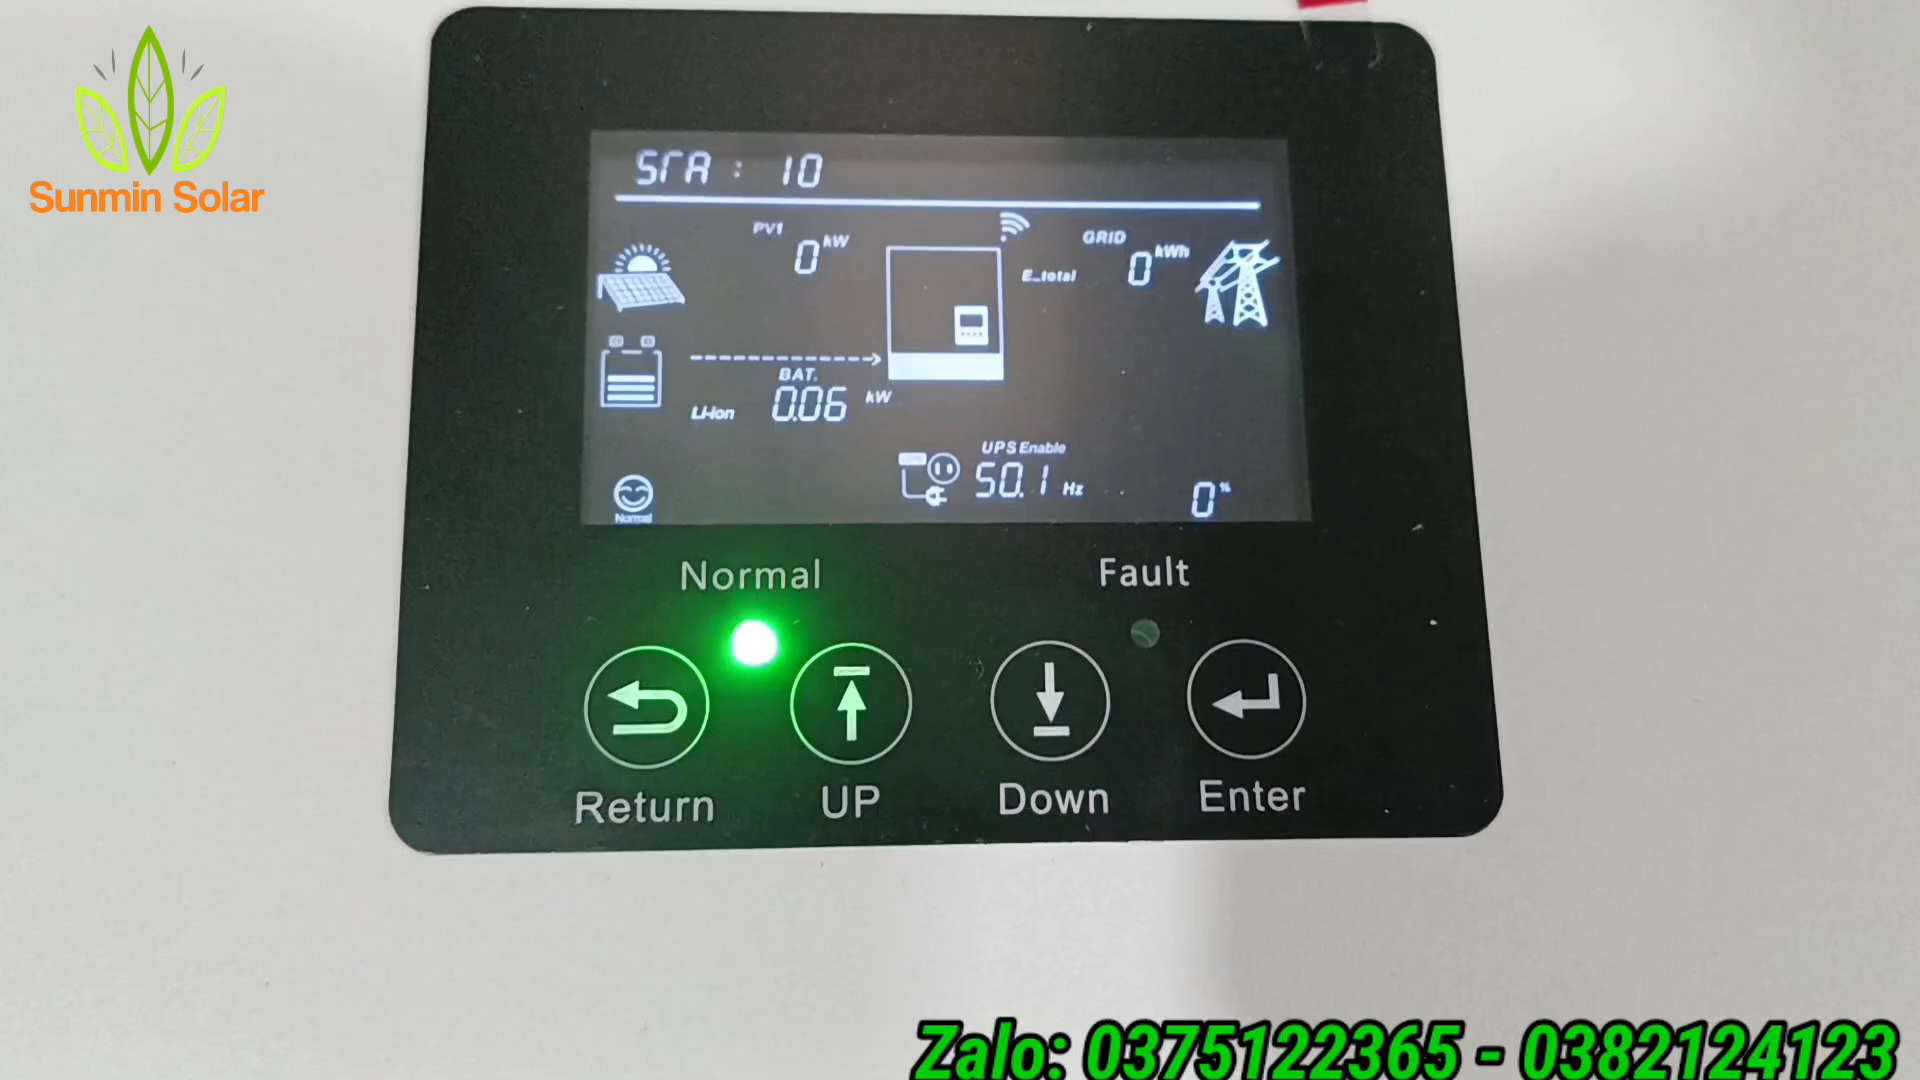 Sunmin Solar
STA : 10
PV1
0 kW
GRID
E_total 0 kWh
BAT.
Li-ion 0.06 kW
UPS Enable
50.1 Hz
0 %
Normal
Normal Fault
Return UP Down Enter
Zalo: 0375122365 - 0382124123